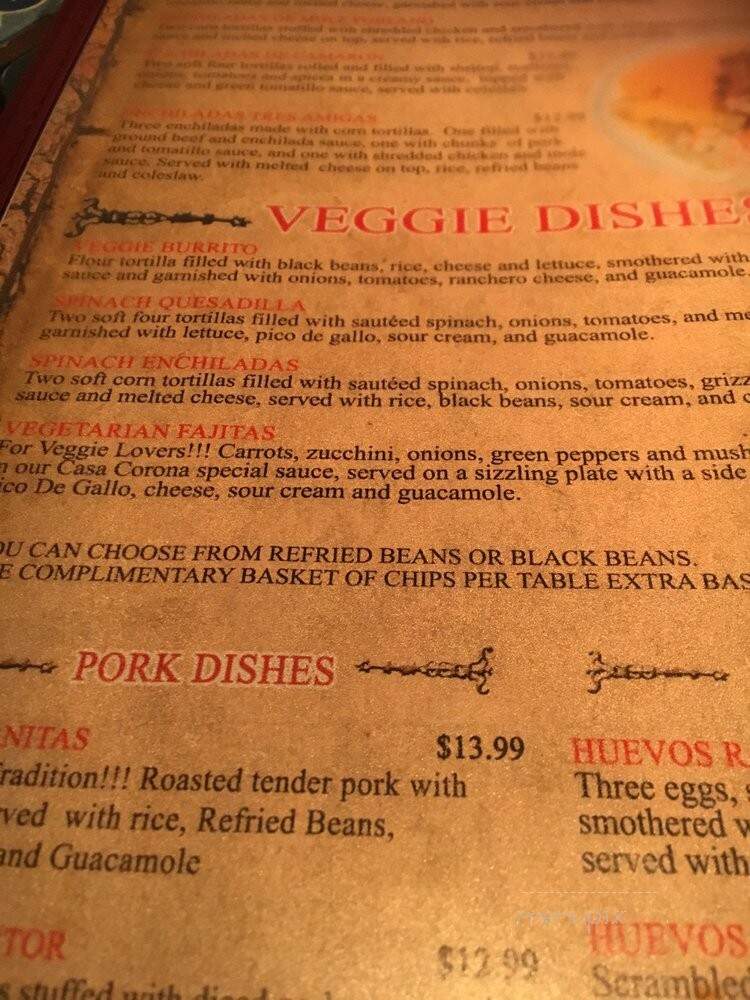 ENCHILADAS TRES AMIGAS
Three enchiladas made with corn tortillas. One filled with
ground beef and enchilada sauce, one with chunks of pork
and tomatillo sauce, and one with shredded chicken and mole
sauce. Served with melted cheese on top, rice, refried beans
and coleslaw.
VEGGIE DISHES
VEGGIE BURRITO
Flour tortilla filled with black beans, rice, cheese and lettuce, smothered with
sauce and garnished with onions, tomatoes, ranchero cheese, and guacamole.
SPINACH QUESADILLA
Two soft four tortillas filled with sautéed spinach, onions, tomatoes, and me
garnished with lettuce, pico de gallo, sour cream, and guacamole.
SPINACH ENCHILADAS
Two soft corn tortillas filled with sautéed spinach, onions, tomatoes, grizz
sauce and melted cheese, served with rice, black beans, sour cream, and c
VEGETARIAN FAJITAS
For Veggie Lovers!!! Carrots, zucchini, onions, green peppers and mush
n our Casa Corona special sauce, served on a sizzling plate with a side
ico De Gallo, cheese, sour cream and guacamole.
OU CAN CHOOSE FROM REFRIED BEANS OR BLACK BEANS.
E COMPLIMENTARY BASKET OF CHIPS PER TABLE EXTRA BAS
PORK DISHES
NITAS $13.99
radition!!! Roasted tender pork with
rved with rice, Refried Beans,
and Guacamole
TOR $12.99
s stuffed with diced
HUEVOS R
Three eggs,
smothered w
served with
HUEVOS
Scrambled